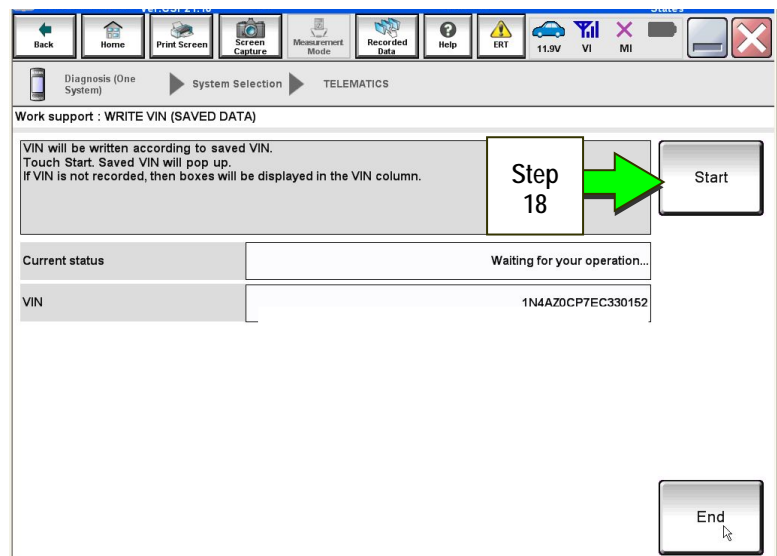 Back
Home
Print Screen
Screen Capture
Measurement Mode
Recorded Data
Help
ERT
11.9V
VI
MI
Diagnosis (One System)
System Selection
TELEMATICS
Work support : WRITE VIN (SAVED DATA)
VIN will be written according to saved VIN.
Touch Start. Saved VIN will pop up.
If VIN is not recorded, then boxes will be displayed in the VIN column.
Step
18
Start
Current status
Waiting for your operation...
VIN
1N4AZ0CP7EC330152
End